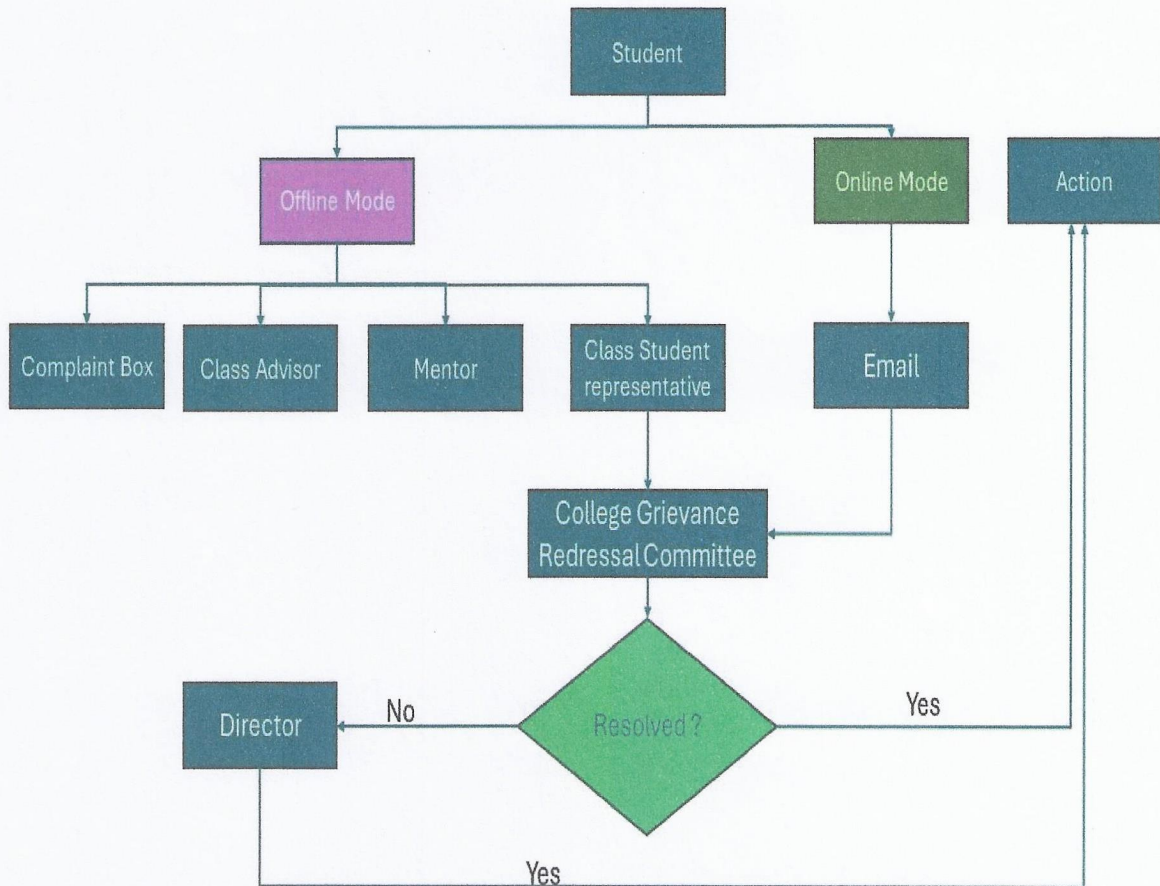 Student
Offline Mode
Online Mode
Action
Complaint Box
Class Advisor
Mentor
Class Student
representative
Email
College Grievance
Redressal Committee
Resolved ?
No
Yes
Director
Yes